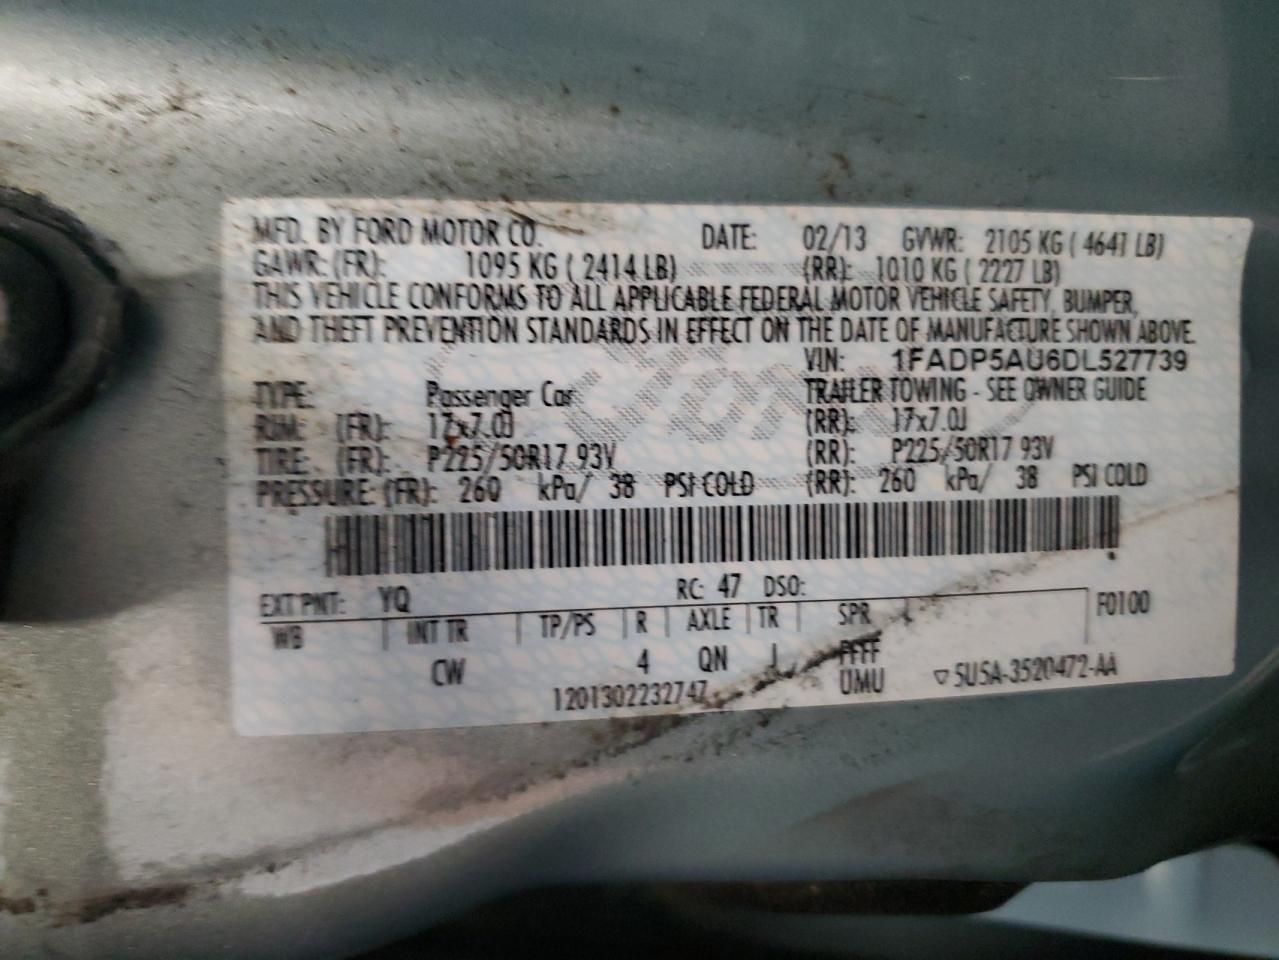 MFD. BY FORD MOTOR CO. DATE: 02/13 GVWR: 2105 KG ( 4641 LB)
GAWR: (FR): 1095 KG ( 2414 LB) (RR): 1010 KG ( 2227 LB)
THIS VEHICLE CONFORMS TO ALL APPLICABLE FEDERAL MOTOR VEHICLE SAFETY, BUMPER,
AND THEFT PREVENTION STANDARDS IN EFFECT ON THE DATE OF MANUFACTURE SHOWN ABOVE.
VIN: 1FADP5AU6DL527739
TYPE: Passenger Car TRAILER TOWING - SEE OWNER GUIDE
RIM: (FR): 17x7.0J (RR): 17x7.0J
TIRE: (FR): P225/50R17 93V (RR): P225/50R17 93V
PRESSURE: (FR): 260 kPa/ 38 PSI COLD (RR): 260 kPa/ 38 PSI COLD
EXT PNT: YQ RC: 47 DSO:
WB INT TR TP/PS R AXLE TR SPR F0100
CW 4 QN J FFFF
1201302232747 UMU 5U5A-3520472-AA